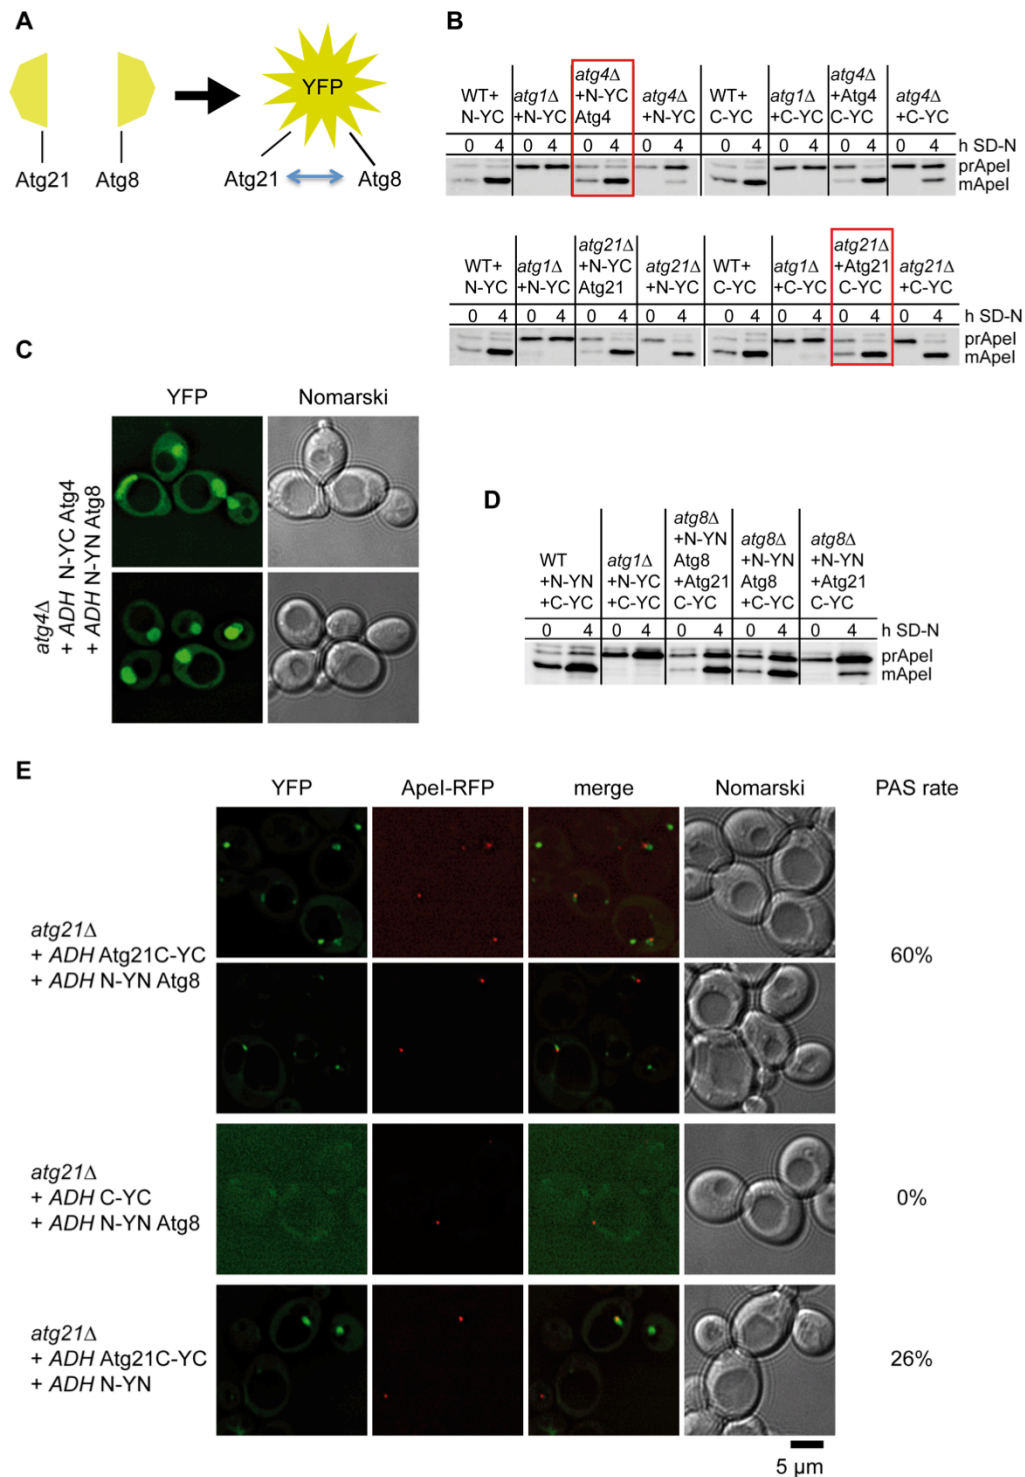 A
YFP
Atg21
Atg8
Atg21
Atg8
B
WT+
N-YC
atg1Δ
+N-YC
atg4Δ
+N-YC
Atg4
atg4Δ
+N-YC
WT+
C-YC
atg1Δ
+C-YC
atg4Δ
+Atg4
C-YC
atg4Δ
+C-YC
0 4 0 4 0 4 0 4 0 4 0 4 0 4 0 4 h SD-N
prApeI
mApeI
WT+
N-YC
atg1Δ
+N-YC
atg21Δ
+N-YC
Atg21
atg21Δ
+N-YC
WT+
C-YC
atg1Δ
+C-YC
atg21Δ
+Atg21
C-YC
atg21Δ
+C-YC
0 4 0 4 0 4 0 4 0 4 0 4 0 4 0 4 h SD-N
prApeI
mApeI
C
YFP Nomarski
atg4Δ
+ ADH N-YC Atg4
+ ADH N-YN Atg8
D
WT
+N-YN
+C-YC
atg1Δ
+N-YC
+C-YC
atg8Δ
+N-YN
Atg8
+Atg21
C-YC
atg8Δ
+N-YN
Atg8
+C-YC
atg8Δ
+N-YN
+Atg21
C-YC
0 4 0 4 0 4 0 4 0 4 h SD-N
prApeI
mApeI
E
YFP ApeI-RFP merge Nomarski PAS rate
atg21Δ
+ ADH Atg21C-YC
+ ADH N-YN Atg8
60%
atg21Δ
+ ADH C-YC
+ ADH N-YN Atg8
0%
atg21Δ
+ ADH Atg21C-YC
+ ADH N-YN
26%
5 µm